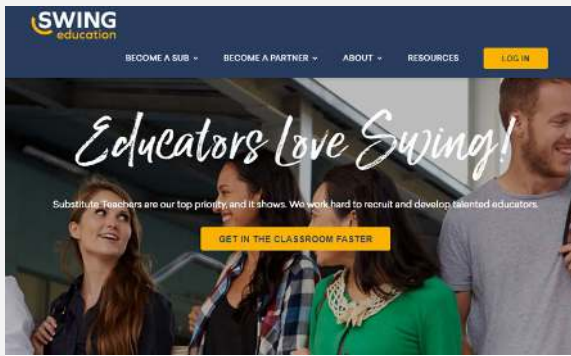 SWING
education
BECOME A SUB
BECOME A PARTNER
ABOUT
RESOURCES
LOG IN
Educators Love Swing!
Substitute Teachers are our top priority, and it shows. We work hard to recruit and develop talented educators.
GET IN THE CLASSROOM FASTER